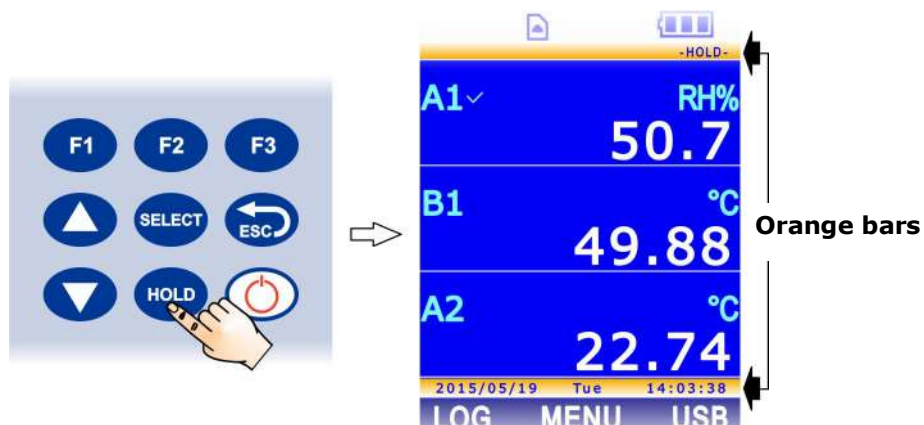 F1 F2 F3
SELECT ESC
HOLD
-HOLD-
A1 RH%
50.7
B1 °C
49.88
A2 °C
22.74
2015/05/19 Tue 14:03:38
LOG MENU USB
Orange bars